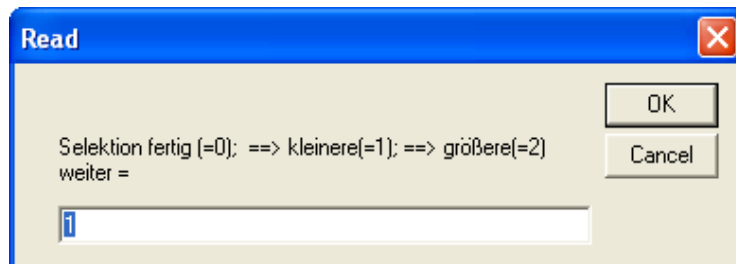 Read
OK
Selektion fertig (=0);  ==> kleinere(=1); ==> größere(=2)
weiter =
Cancel
1